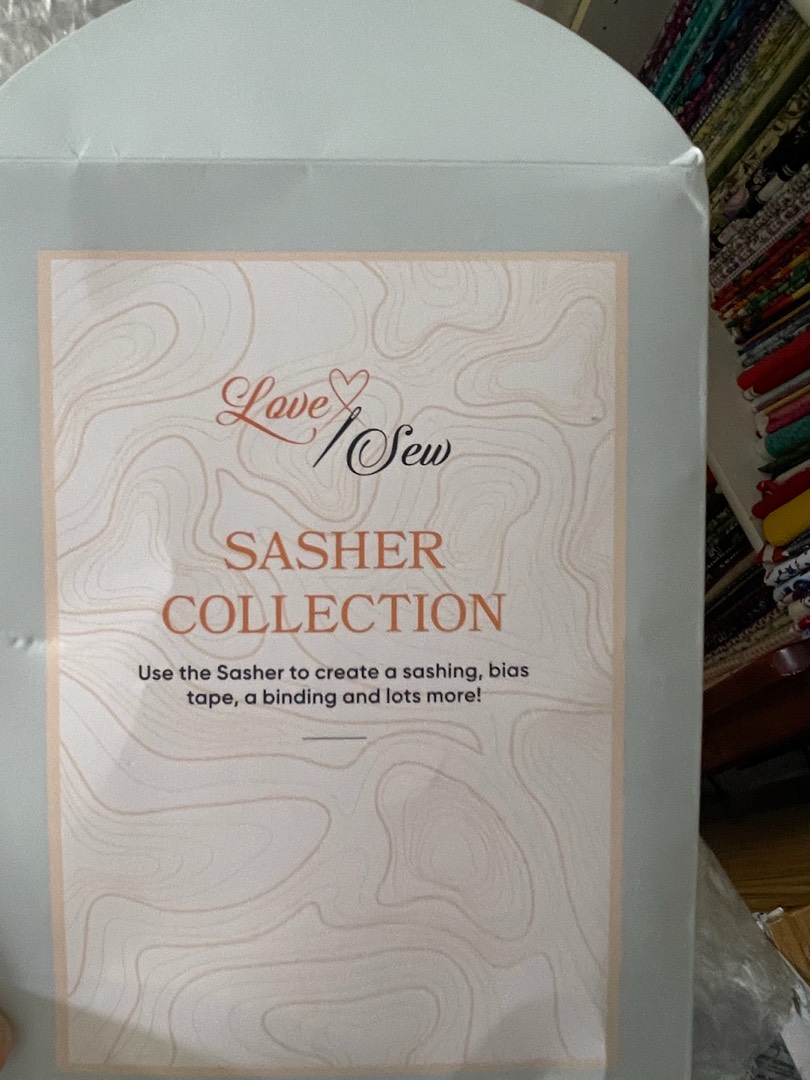 Love
Sew
SASHER
COLLECTION
Use the Sasher to create a sashing, bias
tape, a binding and lots more!